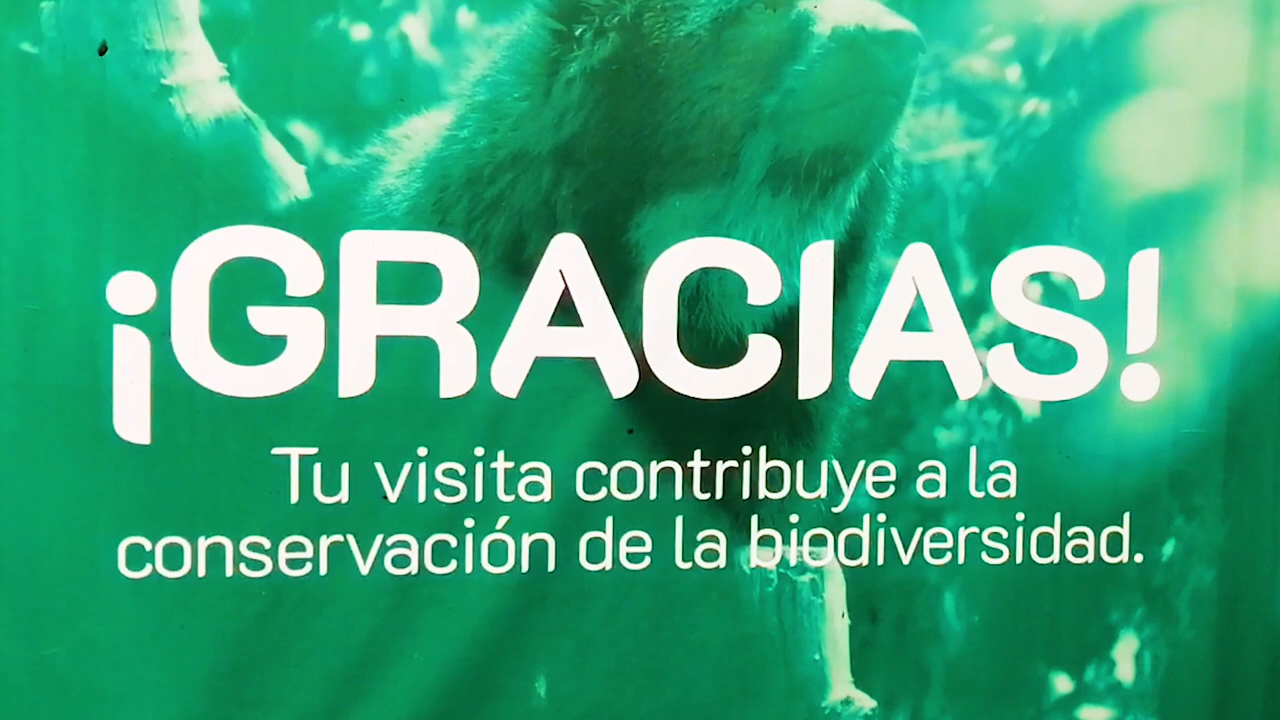 ¡GRACIAS!
Tu visita contribuye a la
conservación de la biodiversidad.